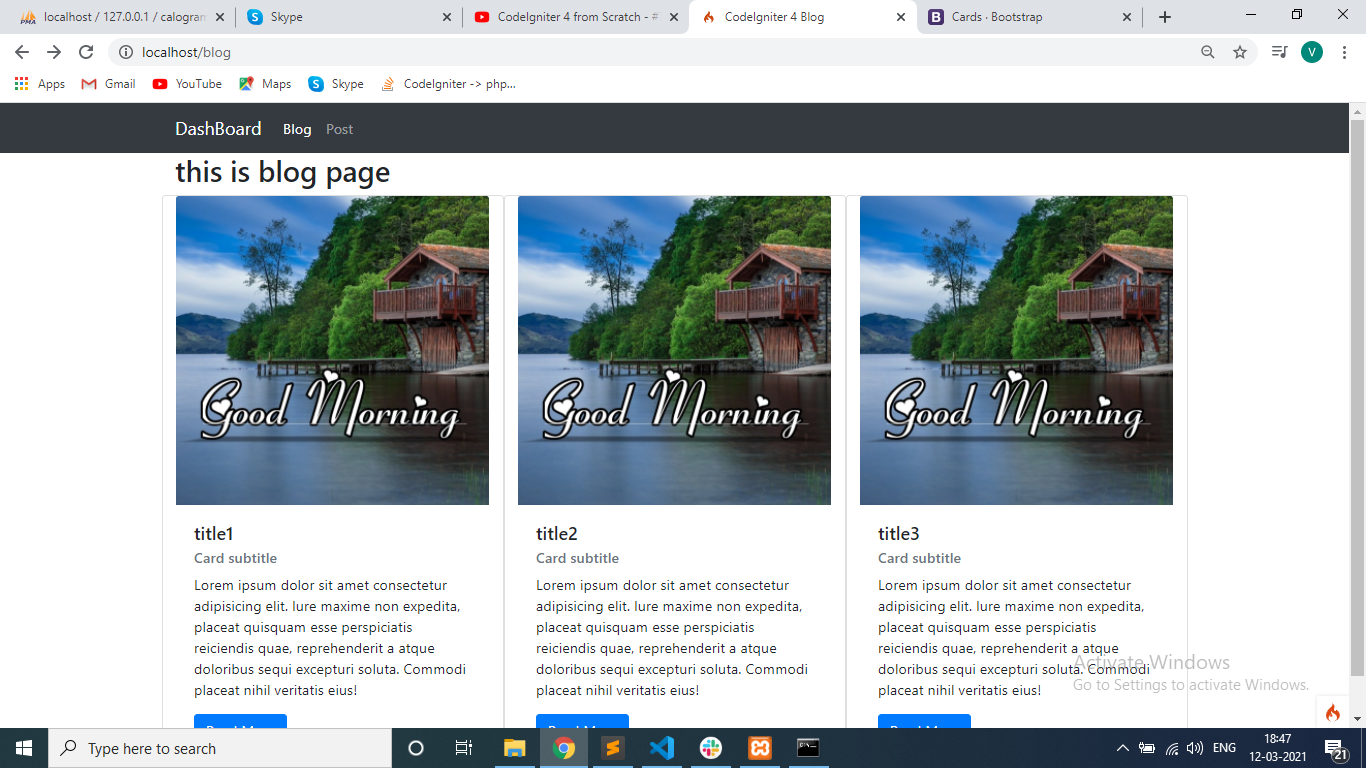 localhost / 127.0.0.1 / calogram
Skype
CodeIgniter 4 from Scratch - #
CodeIgniter 4 Blog
Cards · Bootstrap
localhost/blog
V
Apps
Gmail
YouTube
Maps
Skype
CodeIgniter -> php...
DashBoard
Blog
Post
this is blog page
Good Morning
Good Morning
Good Morning
title1
Card subtitle
Lorem ipsum dolor sit amet consectetur
adipisicing elit. Iure maxime non expedita,
placeat quisquam esse perspiciatis
reiciendis quae, reprehenderit a atque
doloribus sequi excepturi soluta. Commodi
placeat nihil veritatis eius!
title2
Card subtitle
Lorem ipsum dolor sit amet consectetur
adipisicing elit. Iure maxime non expedita,
placeat quisquam esse perspiciatis
reiciendis quae, reprehenderit a atque
doloribus sequi excepturi soluta. Commodi
placeat nihil veritatis eius!
title3
Card subtitle
Lorem ipsum dolor sit amet consectetur
adipisicing elit. Iure maxime non expedita,
placeat quisquam esse perspiciatis
reiciendis quae, reprehenderit a atque
doloribus sequi excepturi soluta. Commodi
placeat nihil veritatis eius!
Activate Windows
Go to Settings to activate Windows.
Type here to search
ENG
18:47
12-03-2021
21